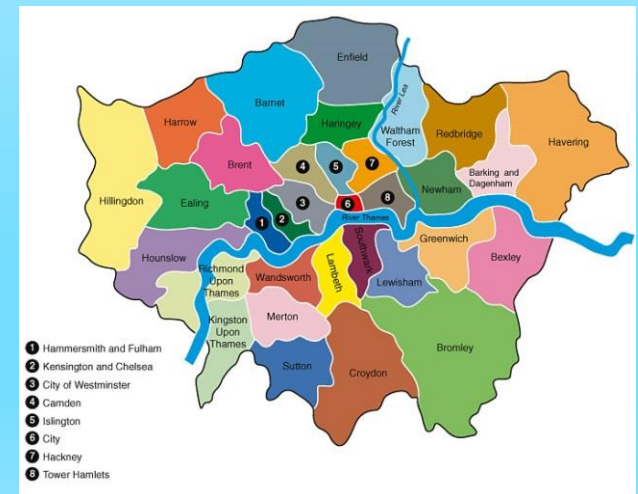 Enfield
River Lea
Barnet
Harrow
Haringey
Waltham
Forest
Redbridge
Havering
Brent
4
5
7
Barking and
Dagenham
Hillingdon
Ealing
3
6
8
Newham
1
2
River Thames
Hounslow
Greenwich
Bexley
Richmond
Upon
Thames
Wandsworth
Lambeth
Southwark
Lewisham
Kingston
Upon
Thames
Merton
Sutton
Croydon
Bromley
1 Hammersmith and Fulham
2 Kensington and Chelsea
3 City of Westminster
4 Camden
5 Islington
6 City
7 Hackney
8 Tower Hamlets